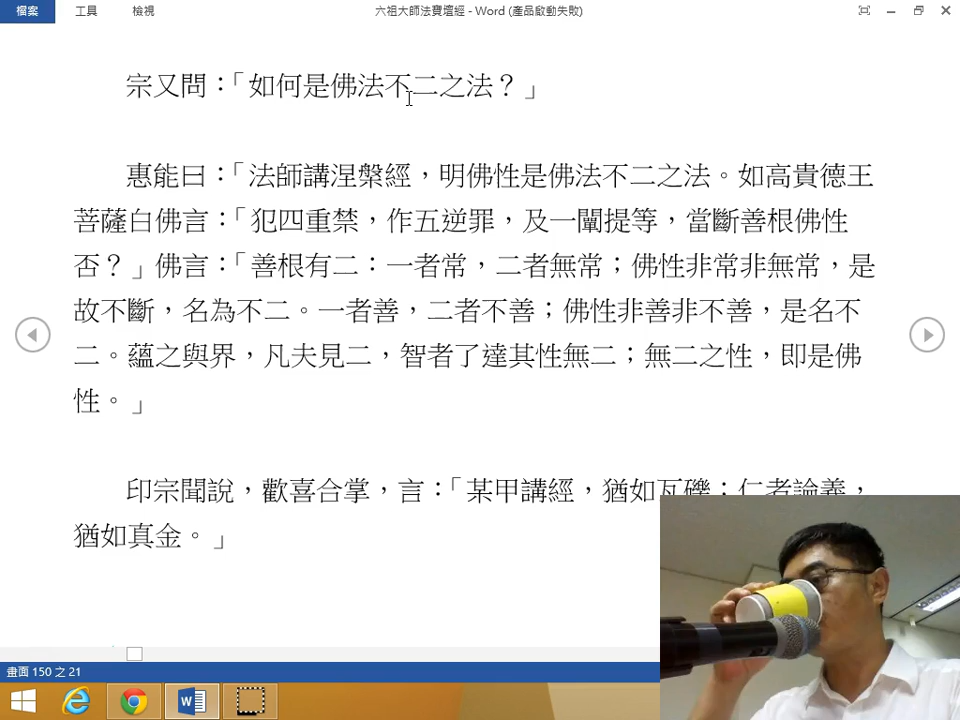 檔案 工具 檢視 六祖大師法寶壇經 - Word (產品啟動失敗)
宗又問：「如何是佛法不二之法？」
惠能曰：「法師講涅槃經，明佛性是佛法不二之法。如高貴德王
菩薩白佛言：「犯四重禁，作五逆罪，及一闡提等，當斷善根佛性
否？」佛言：「善根有二：一者常，二者無常；佛性非常非無常，是
故不斷，名為不二。一者善，二者不善；佛性非善非不善，是名不
二。蘊之與界，凡夫見二，智者了達其性無二；無二之性，即是佛
性。」
印宗聞說，歡喜合掌，言：「某甲講經，猶如瓦礫；仁者論義，
猶如真金。」
畫面 150 之 21